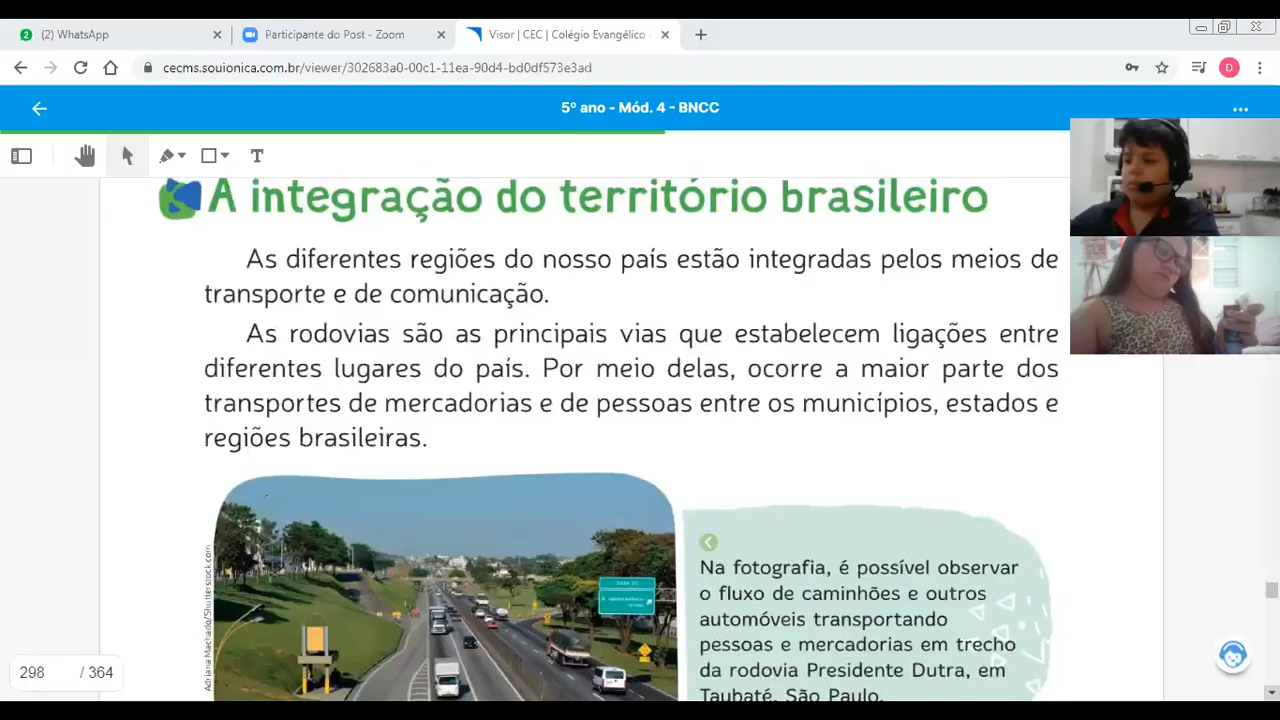 (2) WhatsApp
Participante do Post - Zoom
Visor | CEC | Colégio Evangélico
cecms.souionica.com.br/viewer/302683a0-00c1-11ea-90d4-bd0df573e3ad
D
5º ano - Mód. 4 - BNCC
T
A integração do território brasileiro
As diferentes regiões do nosso país estão integradas pelos meios de
transporte e de comunicação.
As rodovias são as principais vias que estabelecem ligações entre
diferentes lugares do país. Por meio delas, ocorre a maior parte dos
transportes de mercadorias e de pessoas entre os municípios, estados e
regiões brasileiras.
Adriana Machado/Shutterstock.com
Na fotografia, é possível observar
o fluxo de caminhões e outros
automóveis transportando
pessoas e mercadorias em trecho
da rodovia Presidente Dutra, em
Taubaté, São Paulo.
298 / 364